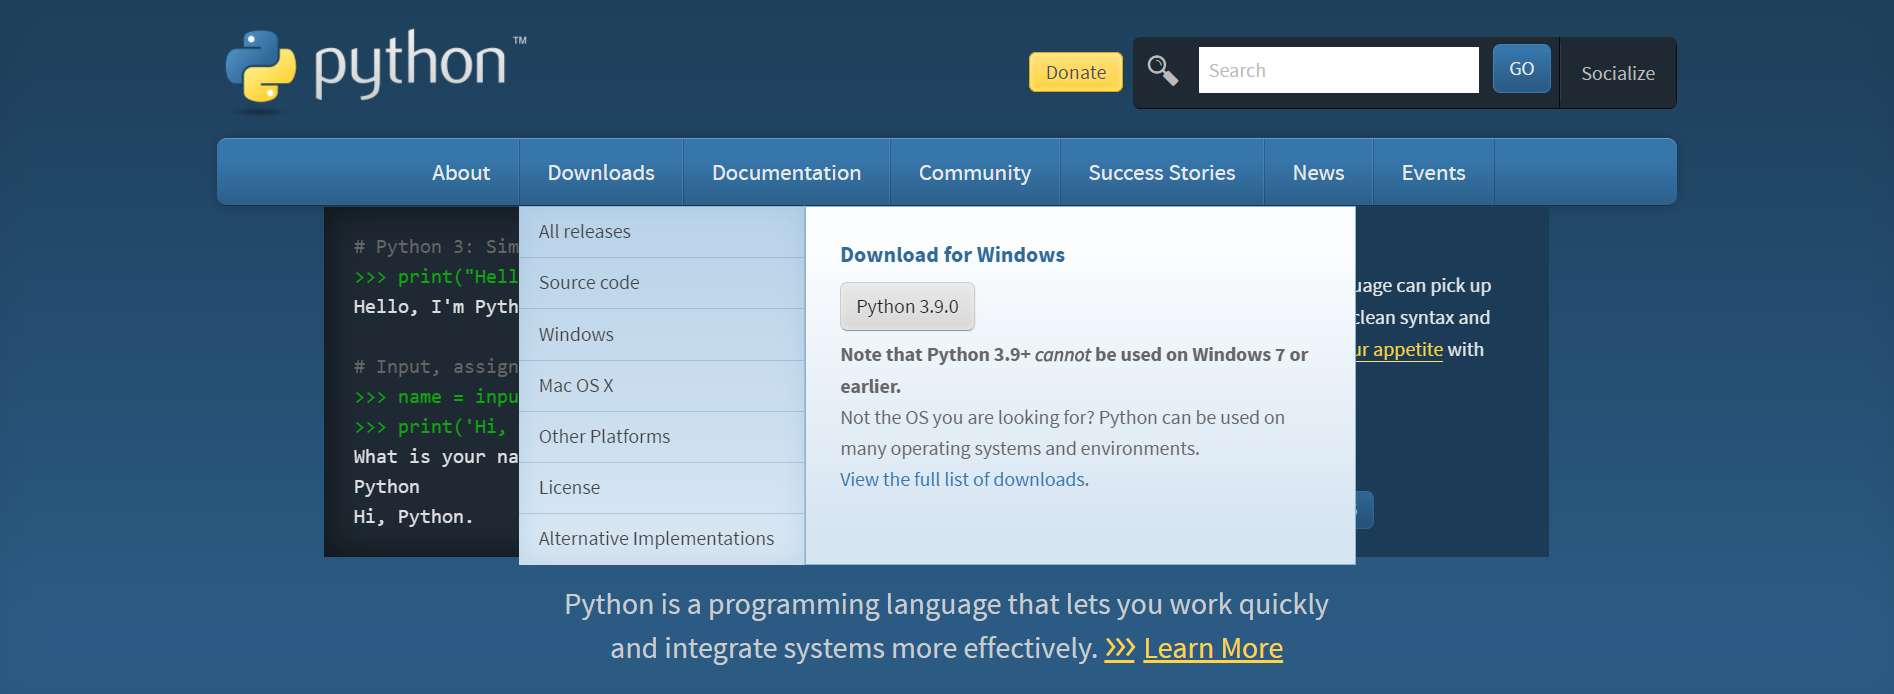 python™
Donate
Search
GO
Socialize
About
Downloads
Documentation
Community
Success Stories
News
Events
# Python 3: Sim
>>> print("Hell
Hello, I'm Pyth
# Input, assign
>>> name = inpu
>>> print('Hi,
What is your na
Python
Hi, Python.
All releases
Source code
Windows
Mac OS X
Other Platforms
License
Alternative Implementations
Download for Windows
Python 3.9.0
Note that Python 3.9+ cannot be used on Windows 7 or
earlier.
Not the OS you are looking for? Python can be used on
many operating systems and environments.
View the full list of downloads.
uage can pick up
clean syntax and
ur appetite with
Python is a programming language that lets you work quickly
and integrate systems more effectively. >>> Learn More